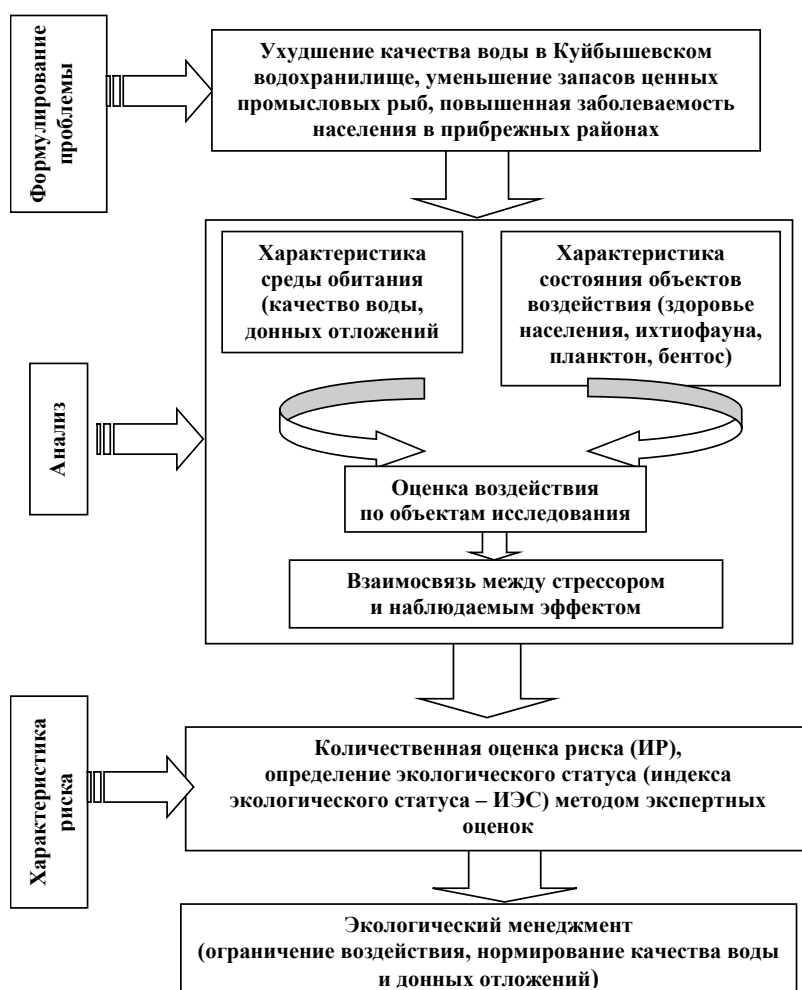 Формулирование
проблемы
Ухудшение качества воды в Куйбышевском
водохранилище, уменьшение запасов ценных
промысловых рыб, повышенная заболеваемость
населения в прибрежных районах
Анализ
Характеристика
среды обитания
(качество воды,
донных отложений
Характеристика
состояния объектов
воздействия (здоровье
населения, ихтиофауна,
планктон, бентос)
Оценка воздействия
по объектам исследования
Взаимосвязь между стрессором
и наблюдаемым эффектом
Характеристика
риска
Количественная оценка риска (ИР),
определение экологического статуса (индекса
экологического статуса – ИЭС) методом экспертных
оценок
Экологический менеджмент
(ограничение воздействия, нормирование качества воды
и донных отложений)